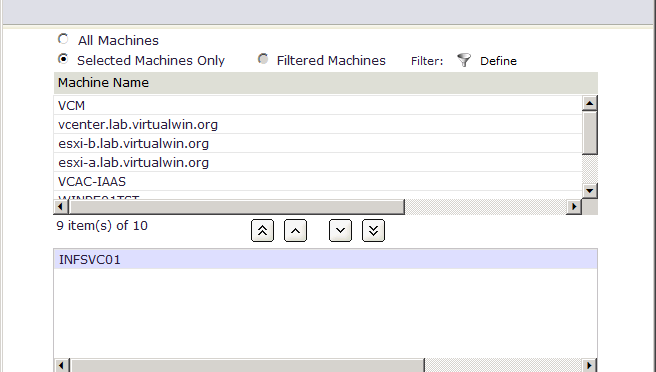 All Machines
Selected Machines Only Filtered Machines Filter: Define
Machine Name
VCM
vcenter.lab.virtualwin.org
esxi-b.lab.virtualwin.org
esxi-a.lab.virtualwin.org
VCAC-IAAS
9 item(s) of 10
INFSVC01